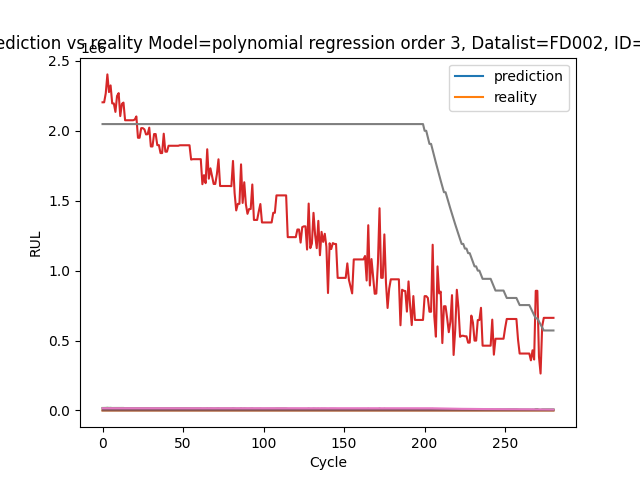 ediction vs reality Model=polynomial regression order 3, Datalist=FD002, ID=
1e6
prediction
reality
2.5
2.0
1.5
1.0
0.5
0.0
RUL
0 50 100 150 200 250
Cycle